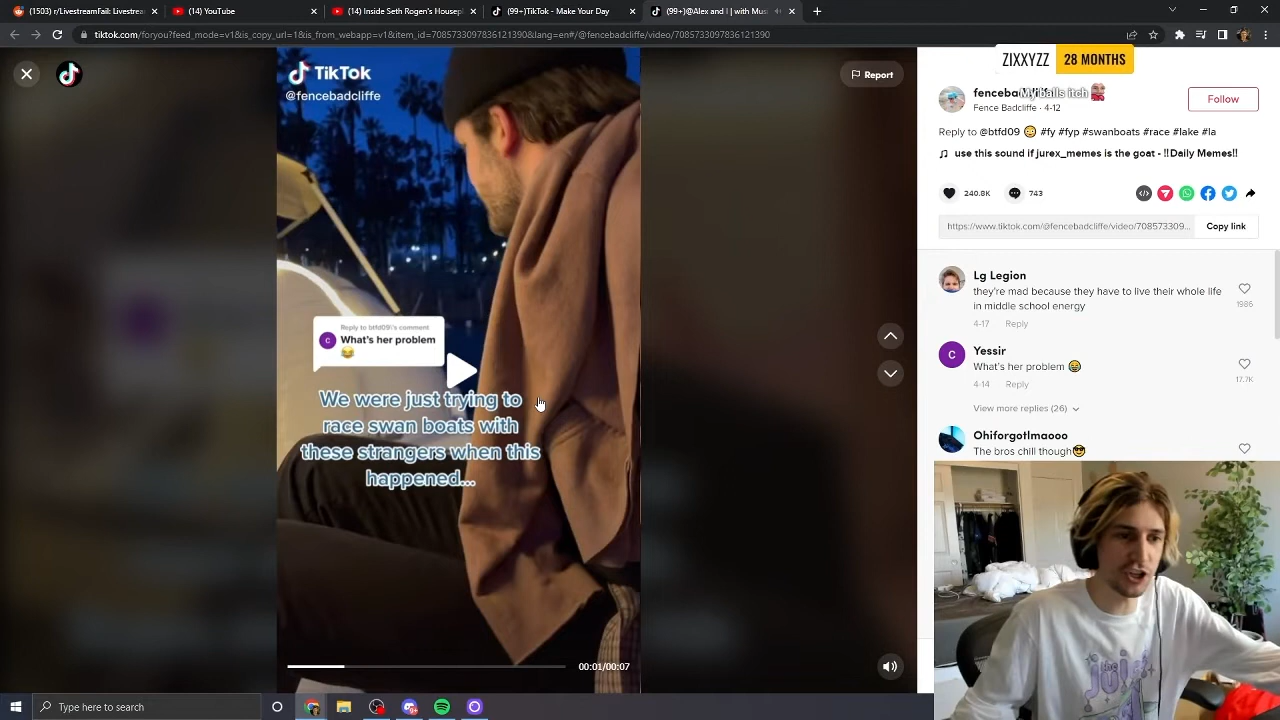 (1503) r/LivestreamFail: Livestrea
(14) YouTube
(14) Inside Seth Rogen's House
(99+)TikTok - Make Your Day
(99+)@Alex and I | with Mus
tiktok.com/foryou?feed_mode=v1&is_copy_url=1&is_from_webapp=v1&item_id=7085733097836121390&lang=en#/@fencebadcliffe/video/7085733097836121390
TikTok
@fencebadcliffe
Report
ZIXXYZZ 28 MONTHS
My balls itch
Fence Badcliffe · 4-12
Follow
Reply to @btfd09 😳 #fy #fyp #swanboats #race #lake #la
use this sound if jurex_memes is the goat - !!Daily Memes!!
240.8K
743
https://www.tiktok.com/@fencebadcliffe/video/708573309...
Copy link
Lg Legion
they're mad because they have to live their whole life
in middle school energy
1986
4-17 Reply
C
Yessir
What's her problem 😂
17.7K
4-14 Reply
View more replies (26)
Ohiforgotlmaooo
The bros chill though😎
Reply to btfd09\'s comment
C
What's her problem
😂
We were just trying to
race swan boats with
these strangers when this
happened...
00:01/00:07
Type here to search
the